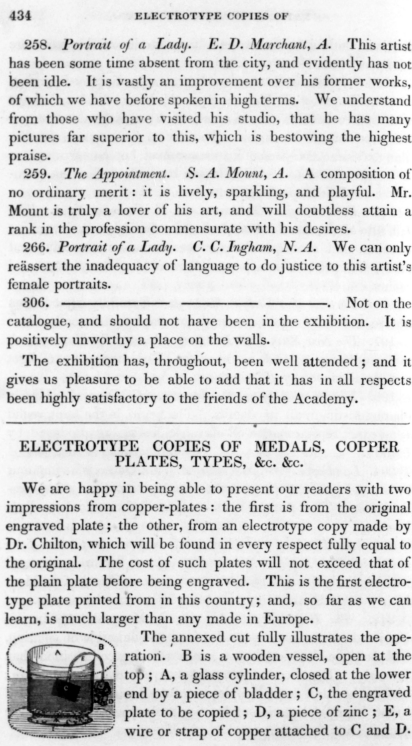 434 ELECTROTYPE COPIES OF
258. Portrait of a Lady. E. D. Marchant, A. This artist
has been some time absent from the city, and evidently has not
been idle. It is vastly an improvement over his former works,
of which we have before spoken in high terms. We understand
from those who have visited his studio, that he has many
pictures far superior to this, which is bestowing the highest
praise.
259. The Appointment. S. A. Mount, A. A composition of
no ordinary merit: it is lively, sparkling, and playful. Mr.
Mount is truly a lover of his art, and will doubtless attain a
rank in the profession commensurate with his desires.
266. Portrait of a Lady. C. C. Ingham, N. A. We can only
reässert the inadequacy of language to do justice to this artist's
female portraits.
306. ——— ——— ———. Not on the
catalogue, and should not have been in the exhibition. It is
positively unworthy a place on the walls.
The exhibition has, throughout, been well attended; and it
gives us pleasure to be able to add that it has in all respects
been highly satisfactory to the friends of the Academy.
ELECTROTYPE COPIES OF MEDALS, COPPER
PLATES, TYPES, &c. &c.
We are happy in being able to present our readers with two
impressions from copper-plates: the first is from the original
engraved plate; the other, from an electrotype copy made by
Dr. Chilton, which will be found in every respect fully equal to
the original. The cost of such plates will not exceed that of
the plain plate before being engraved. This is the first electro-
type plate printed from in this country; and, so far as we can
learn, is much larger than any made in Europe.
The annexed cut fully illustrates the ope-
ration. B is a wooden vessel, open at the
top; A, a glass cylinder, closed at the lower
end by a piece of bladder; C, the engraved
plate to be copied; D, a piece of zinc; E, a
wire or strap of copper attached to C and D.
A
B
E